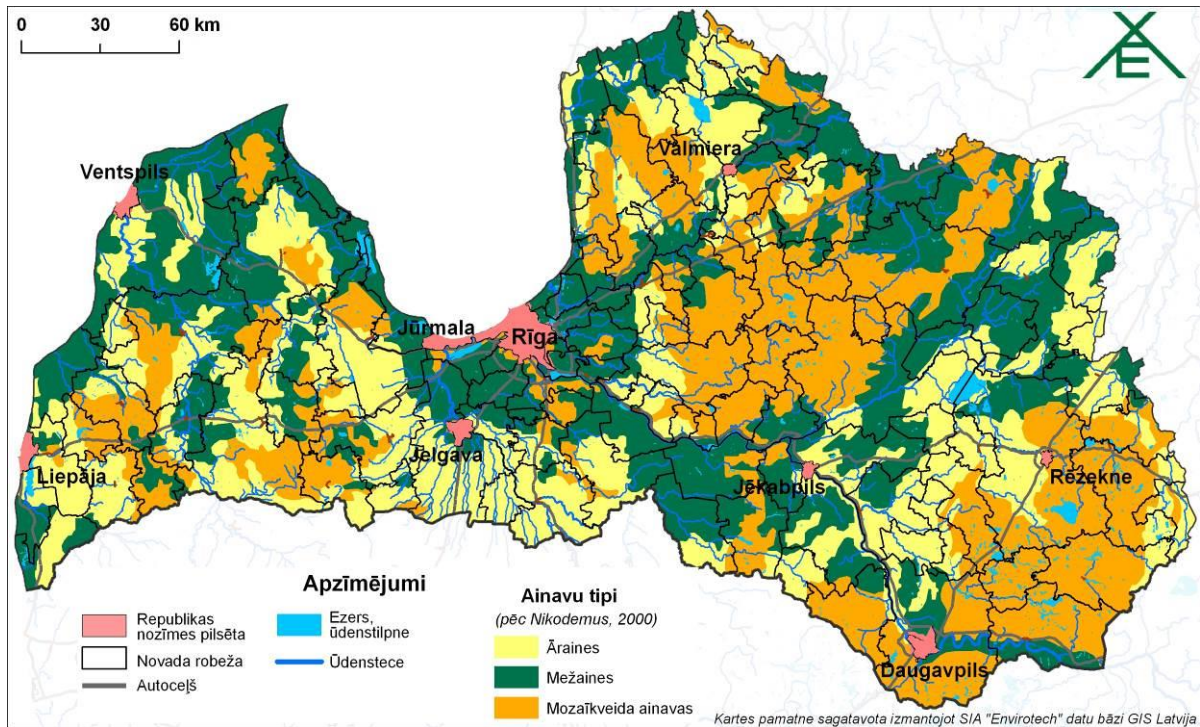 0 30 60 km
XE
Ventspils
Valmiera
Jūrmala
Rīga
Liepāja
Jelgava
Jēkabpils
Rēzekne
Daugavpils
Apzīmējumi
Republikas
nozīmes pilsēta
Novada robeža
Autoceļš
Ezers,
ūdenstilpne
Ūdenstece
Ainavu tipi
(pēc Nikodemus, 2000)
Āraines
Mežaines
Mozaīkveida ainavas
Kartes pamatne sagatavota izmantojot SIA "Envirotech" datu bāzi GIS Latvija